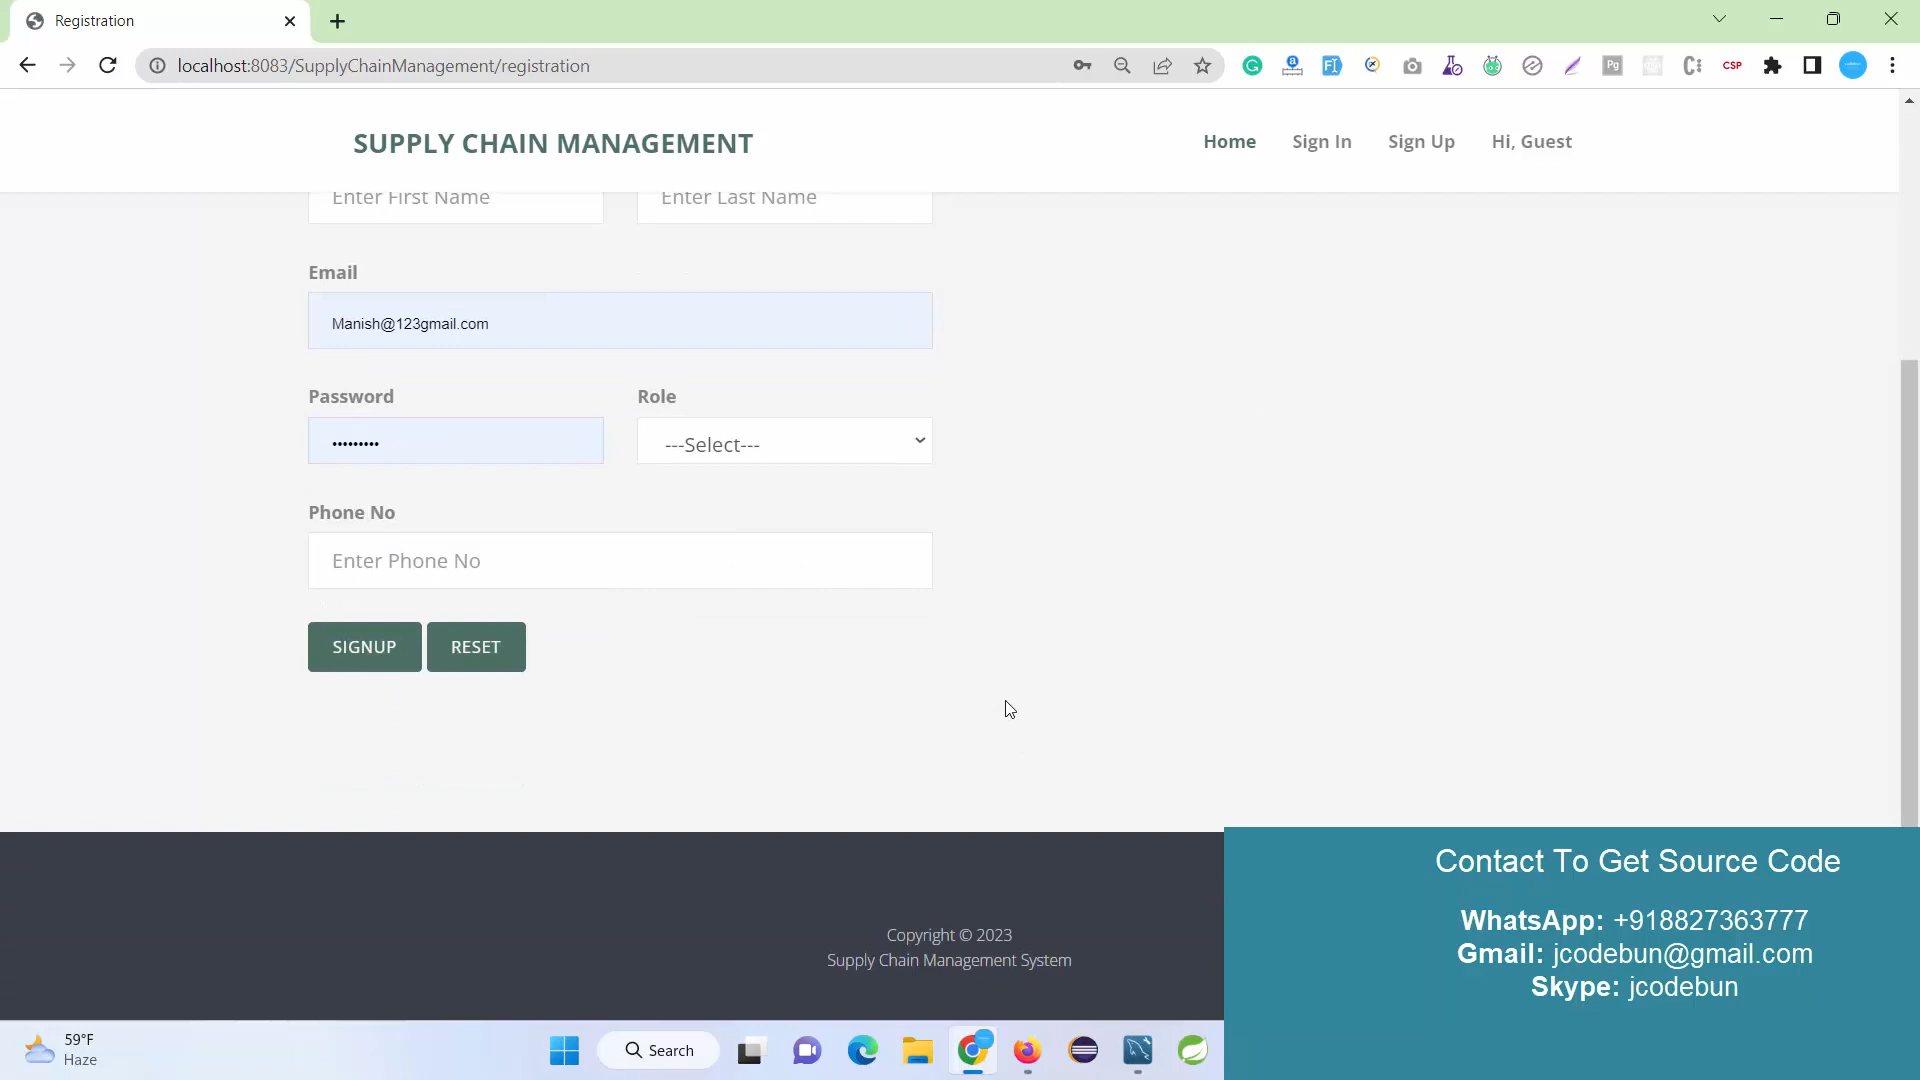 Registration
localhost:8083/SupplyChainManagement/registration
CSP
SUPPLY CHAIN MANAGEMENT
Home
Sign In
Sign Up
Hi, Guest
Enter First Name
Enter Last Name
Email
Manish@123gmail.com
Password
Role
•••••••••
---Select---
Phone No
Enter Phone No
SIGNUP
RESET
Copyright © 2023
Supply Chain Management System
Contact To Get Source Code
WhatsApp: +918827363777
Gmail: jcodebun@gmail.com
Skype: jcodebun
59°F
Haze
Search